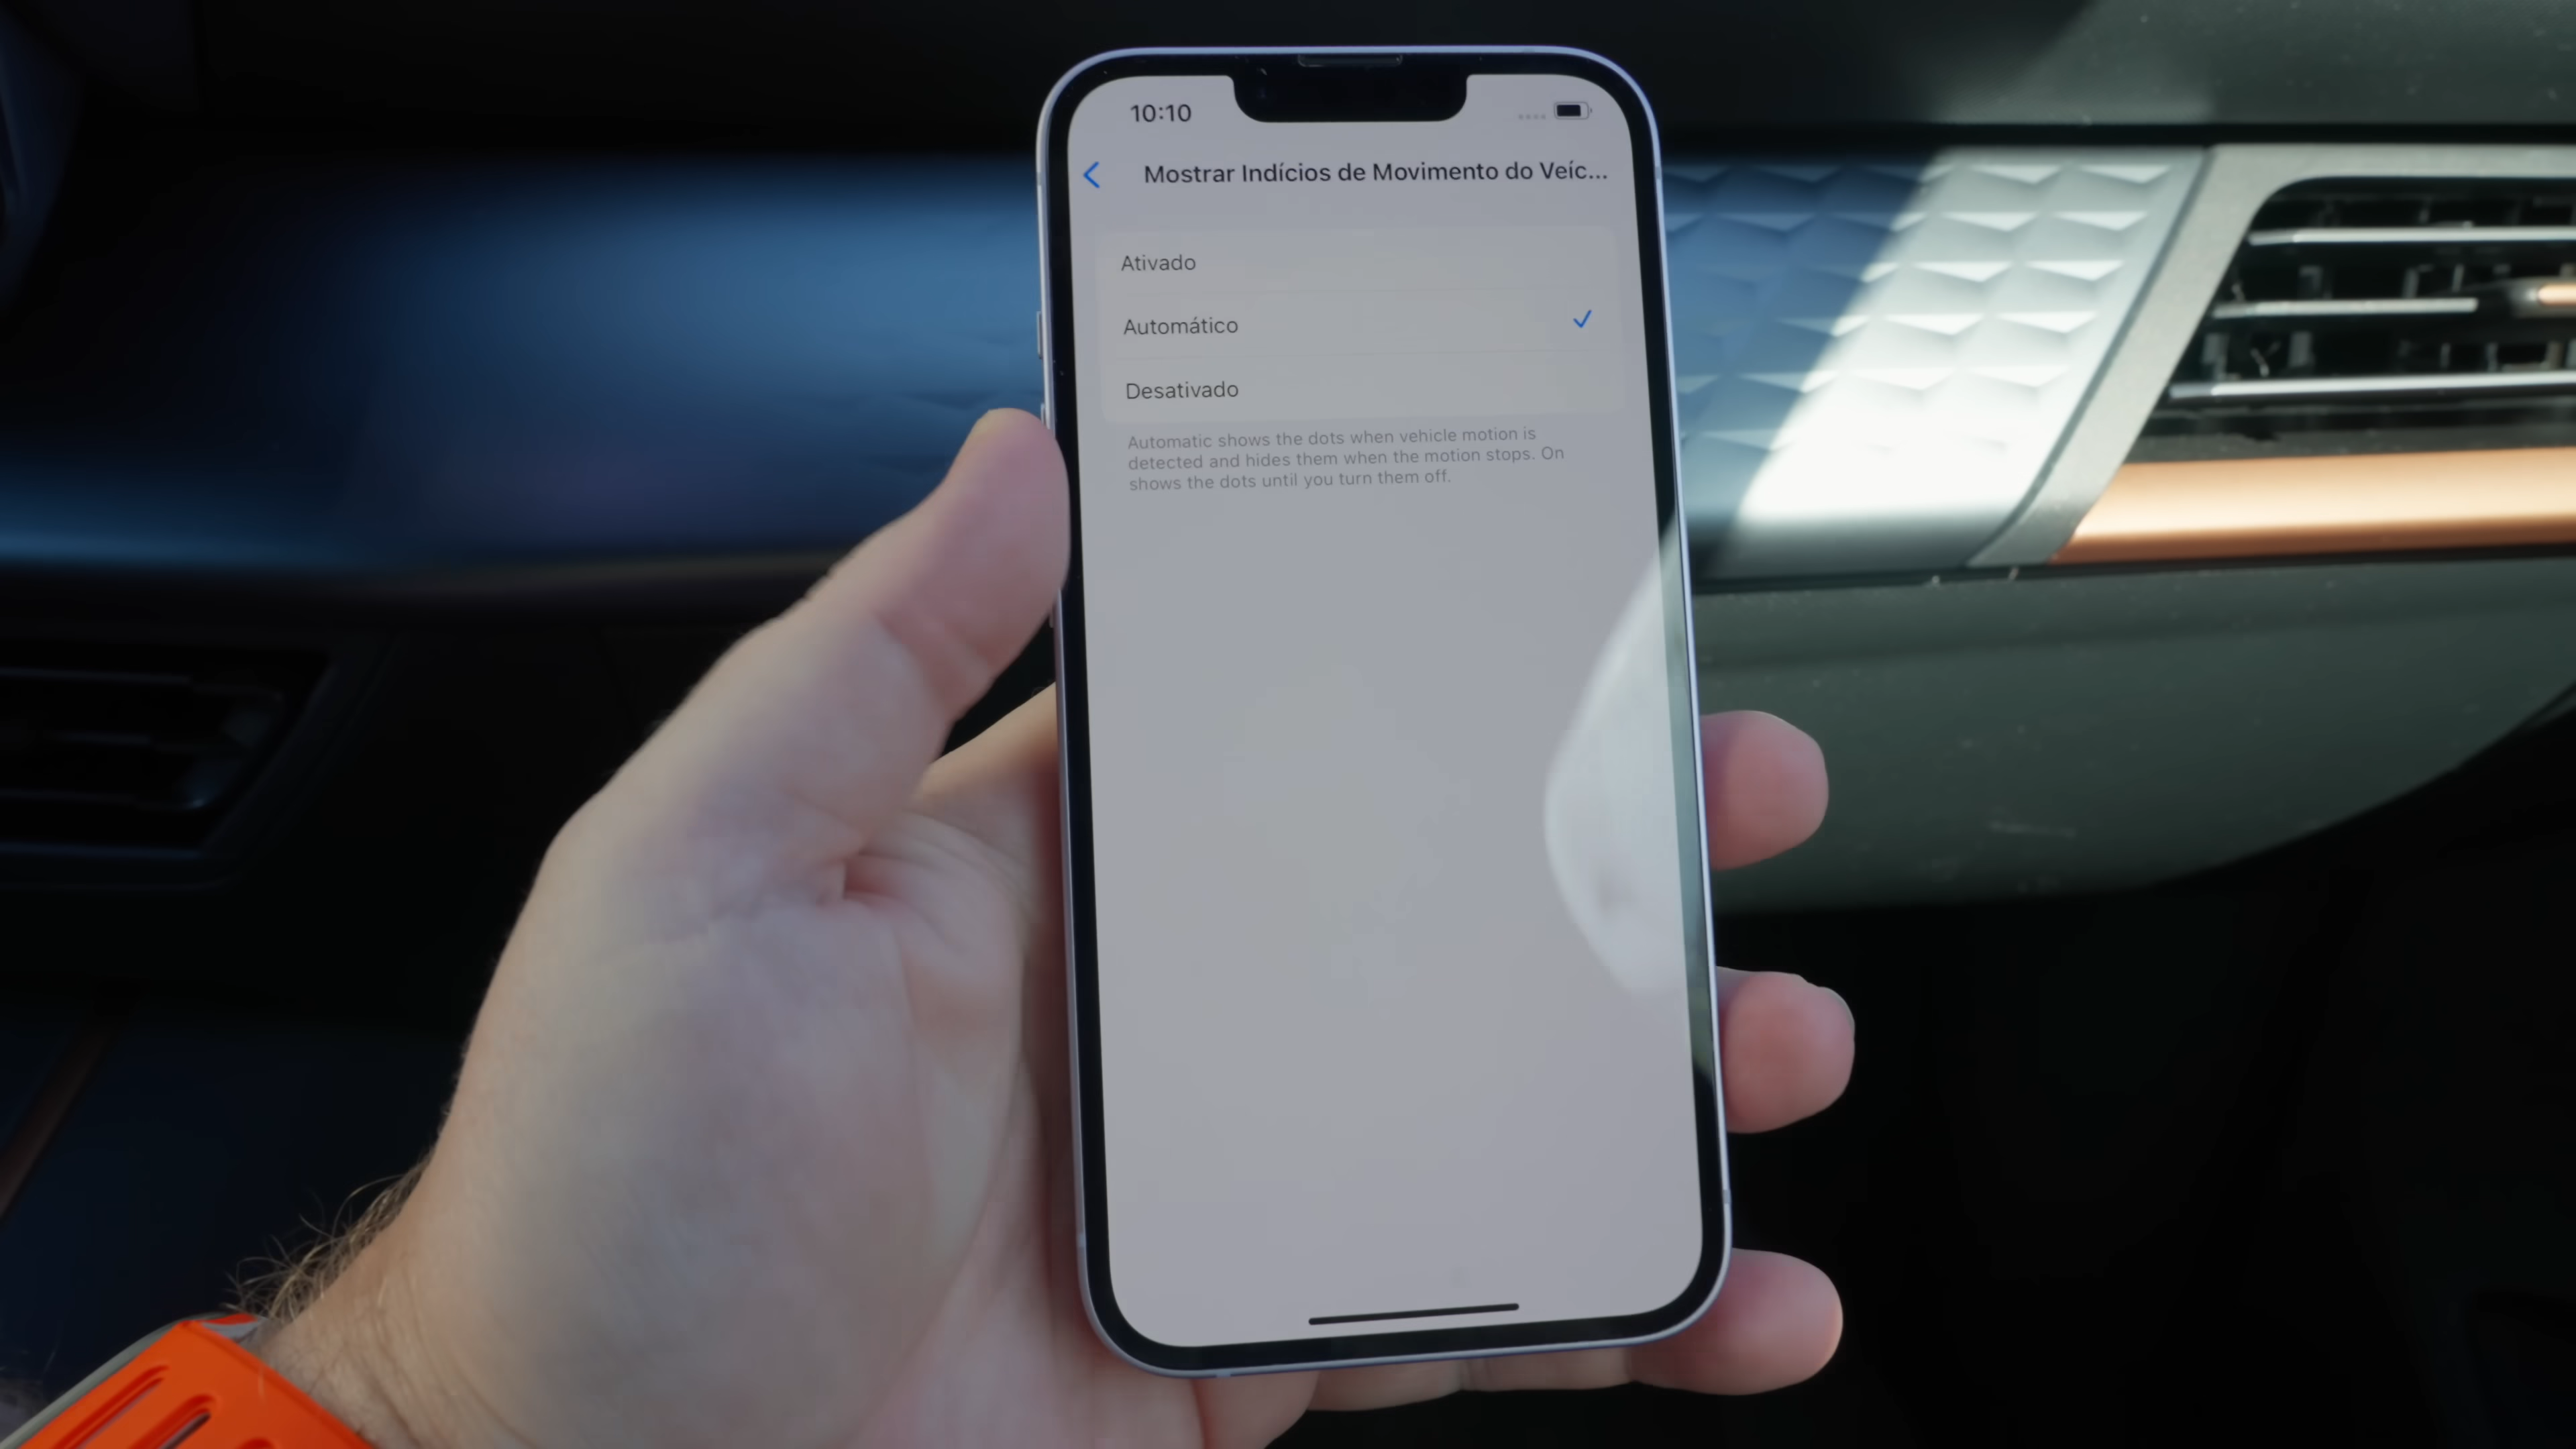 10:10
Mostrar Indícios de Movimento do Veíc...
Ativado
Automático
Desativado
Automatic shows the dots when vehicle motion is
detected and hides them when the motion stops. On
shows the dots until you turn them off.